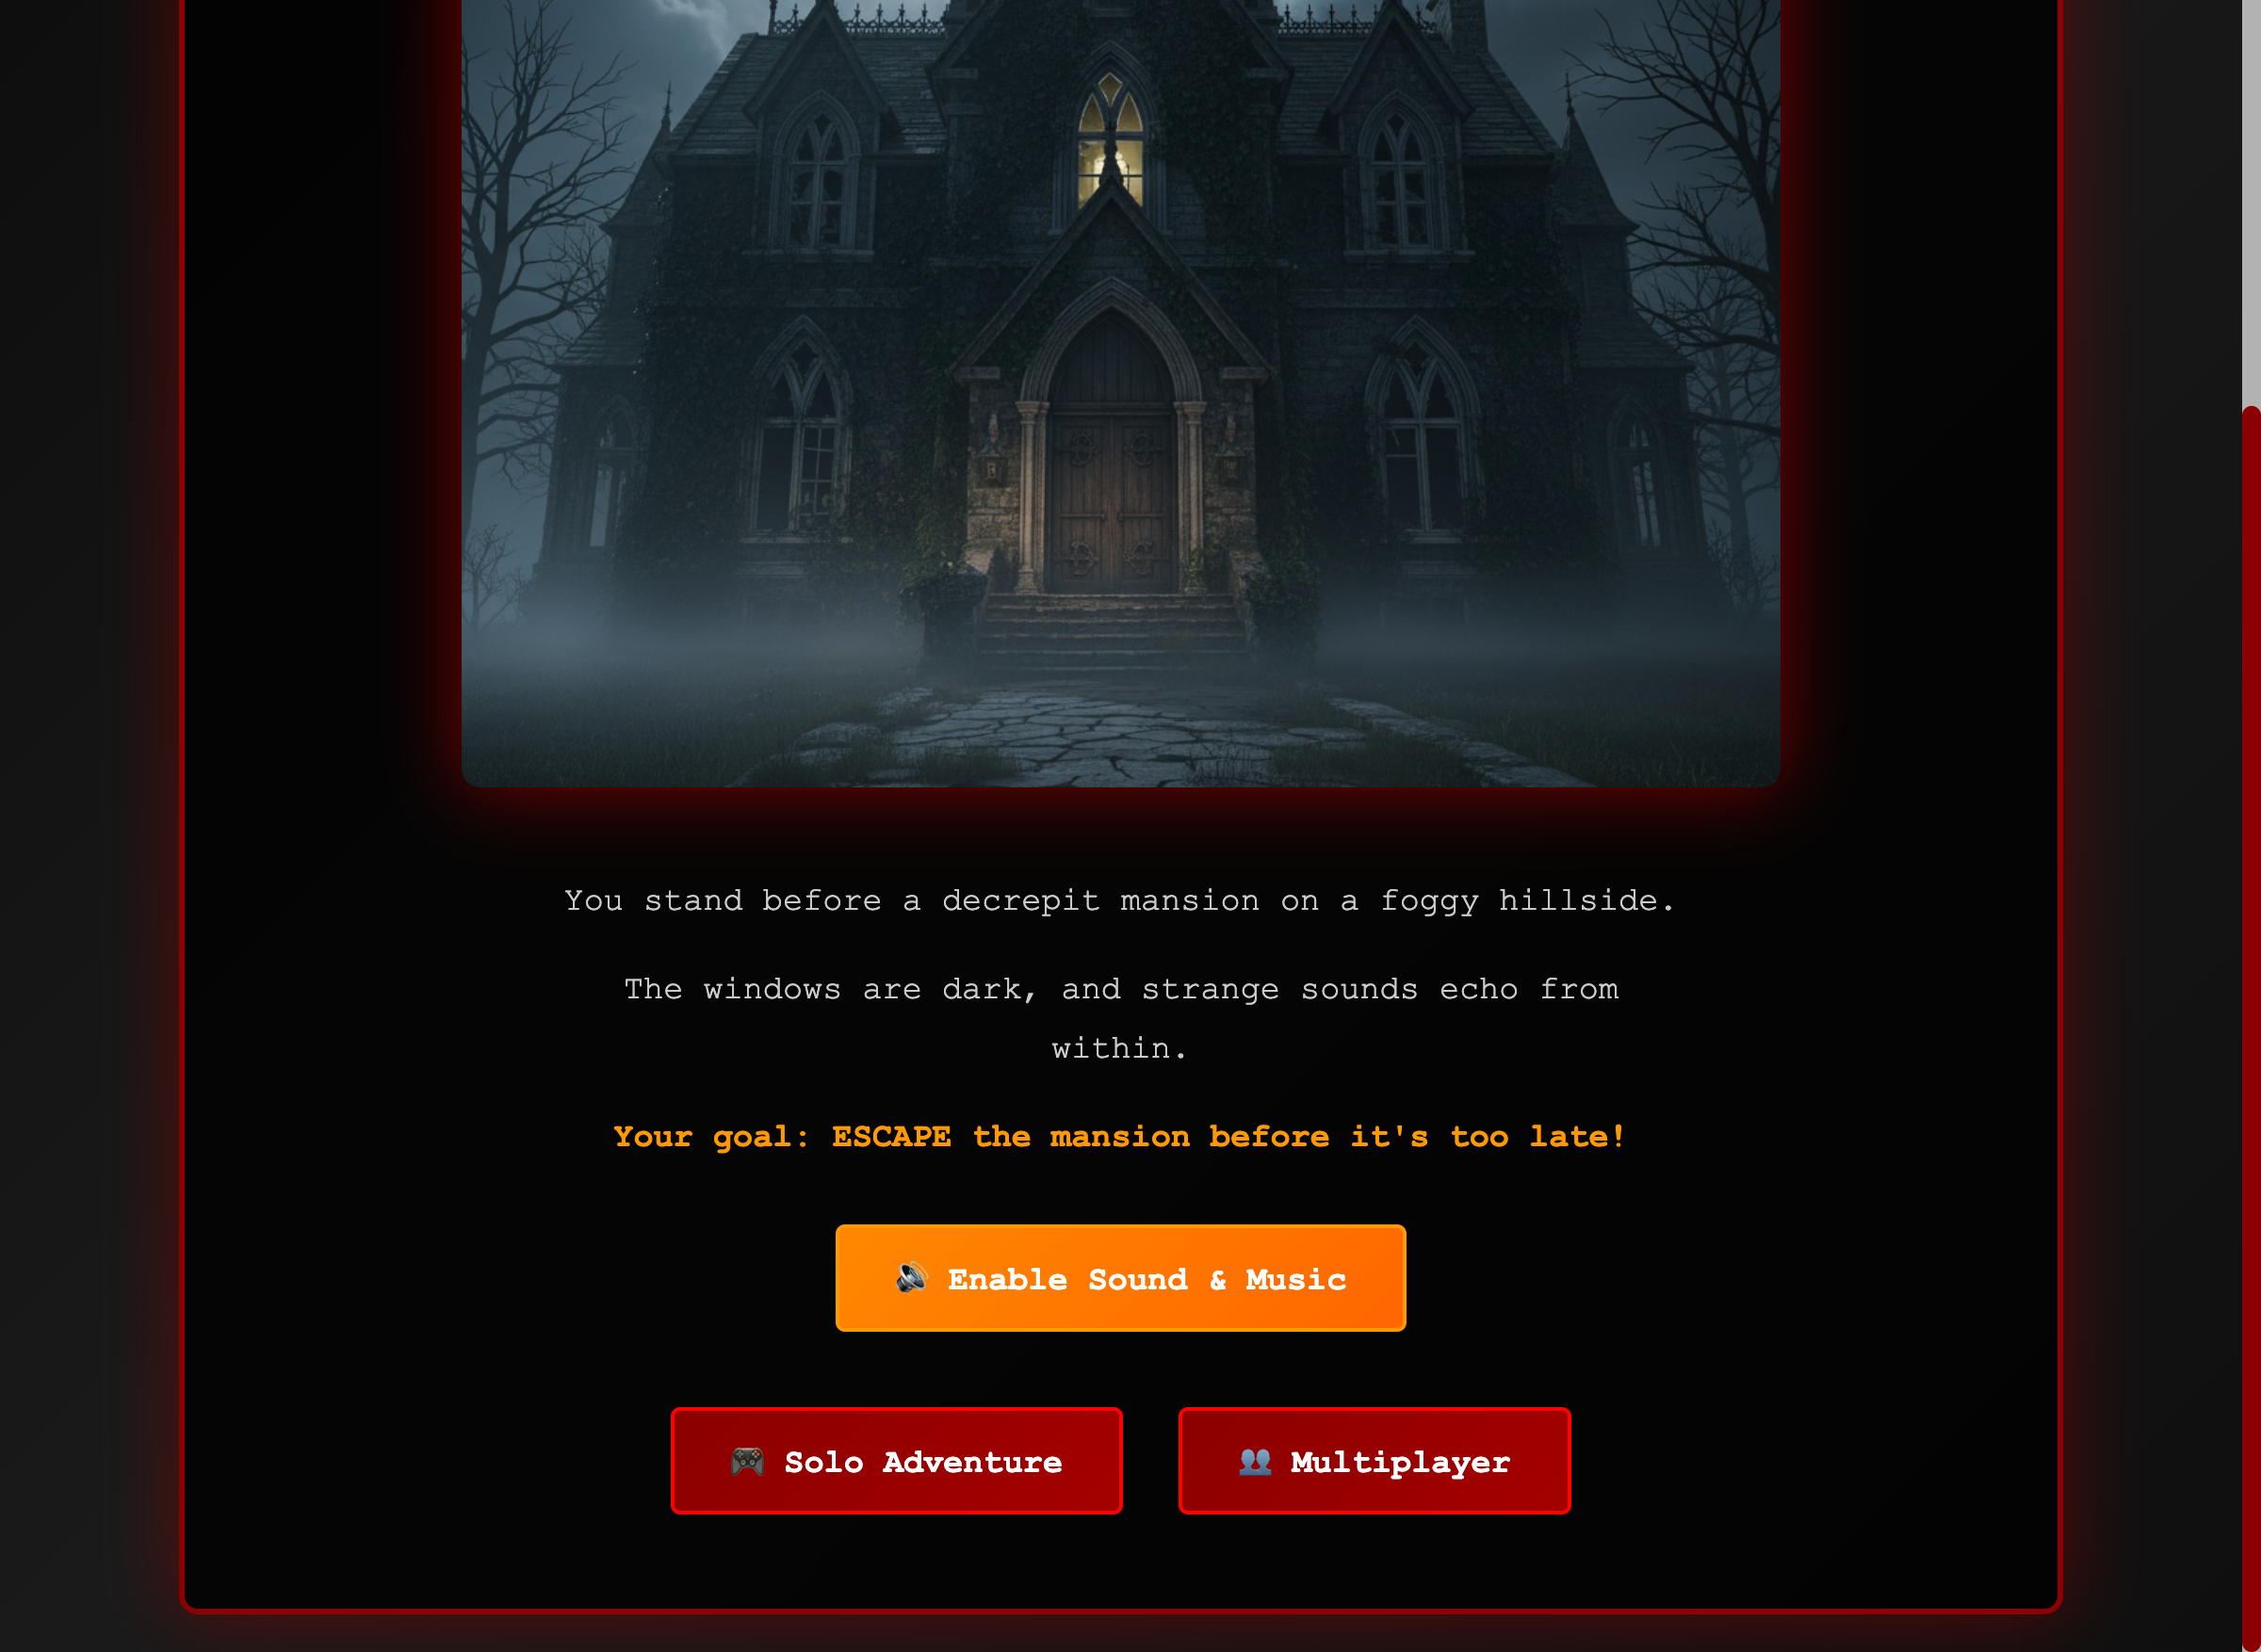 You stand before a decrepit mansion on a foggy hillside.
The windows are dark, and strange sounds echo from
within.
Your goal: ESCAPE the mansion before it's too late!
🔊 Enable Sound & Music
🎮 Solo Adventure
👥 Multiplayer